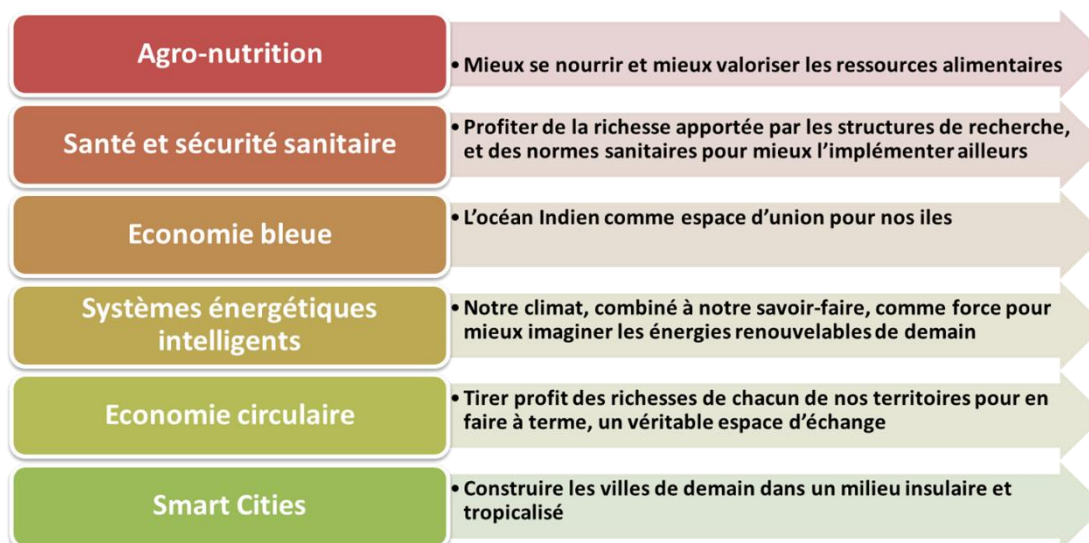 Agro-nutrition
• Mieux se nourrir et mieux valoriser les ressources alimentaires
Santé et sécurité sanitaire
• Profiter de la richesse apportée par les structures de recherche,
et des normes sanitaires pour mieux l'implémenter ailleurs
Economie bleue
• L'océan Indien comme espace d'union pour nos iles
Systèmes énergétiques
intelligents
• Notre climat, combiné à notre savoir-faire, comme force pour
mieux imaginer les énergies renouvelables de demain
Economie circulaire
• Tirer profit des richesses de chacun de nos territoires pour en
faire à terme, un véritable espace d'échange
Smart Cities
• Construire les villes de demain dans un milieu insulaire et
tropicalisé